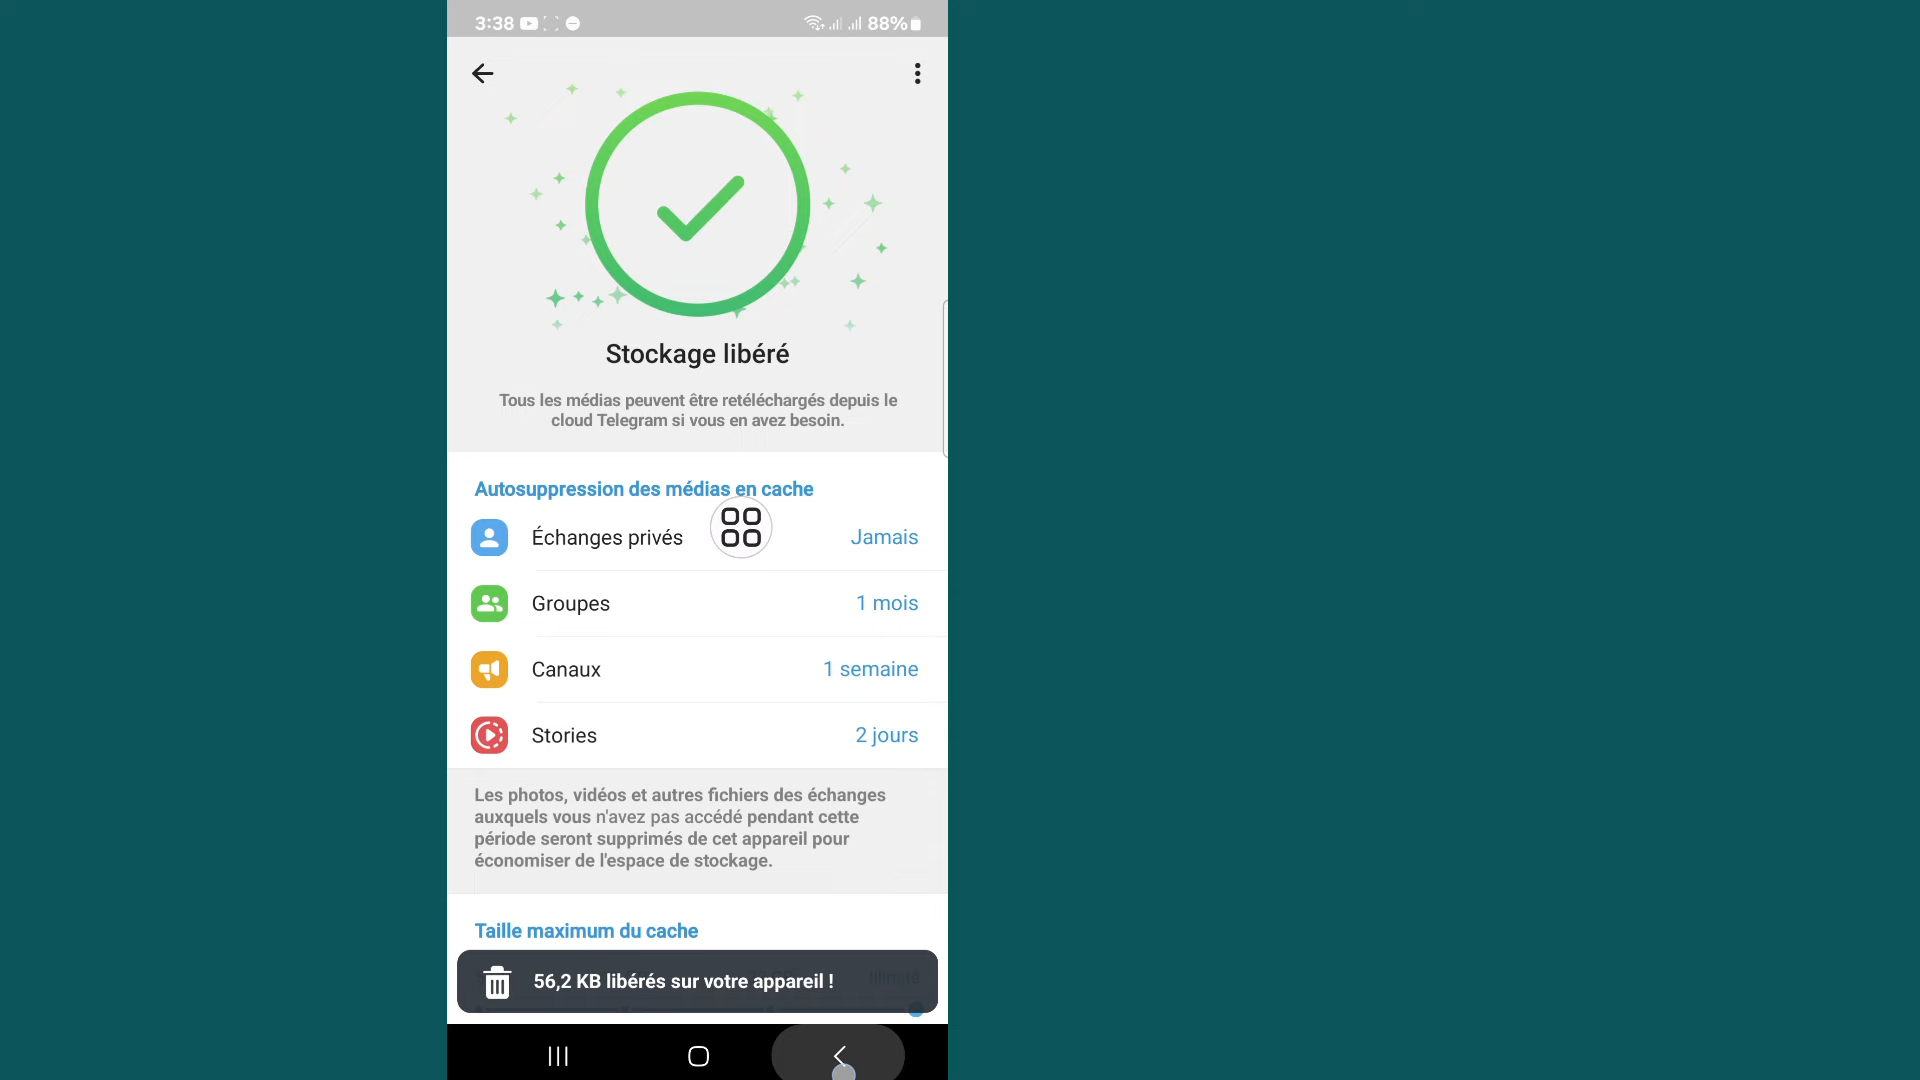 3:38
88%
Stockage libéré
Tous les médias peuvent être retéléchargés depuis le
cloud Telegram si vous en avez besoin.
Autosuppression des médias en cache
Échanges privés Jamais
Groupes 1 mois
Canaux 1 semaine
Stories 2 jours
Les photos, vidéos et autres fichiers des échanges
auxquels vous n'avez pas accédé pendant cette
période seront supprimés de cet appareil pour
économiser de l'espace de stockage.
Taille maximum du cache
Illimité
56,2 KB libérés sur votre appareil !